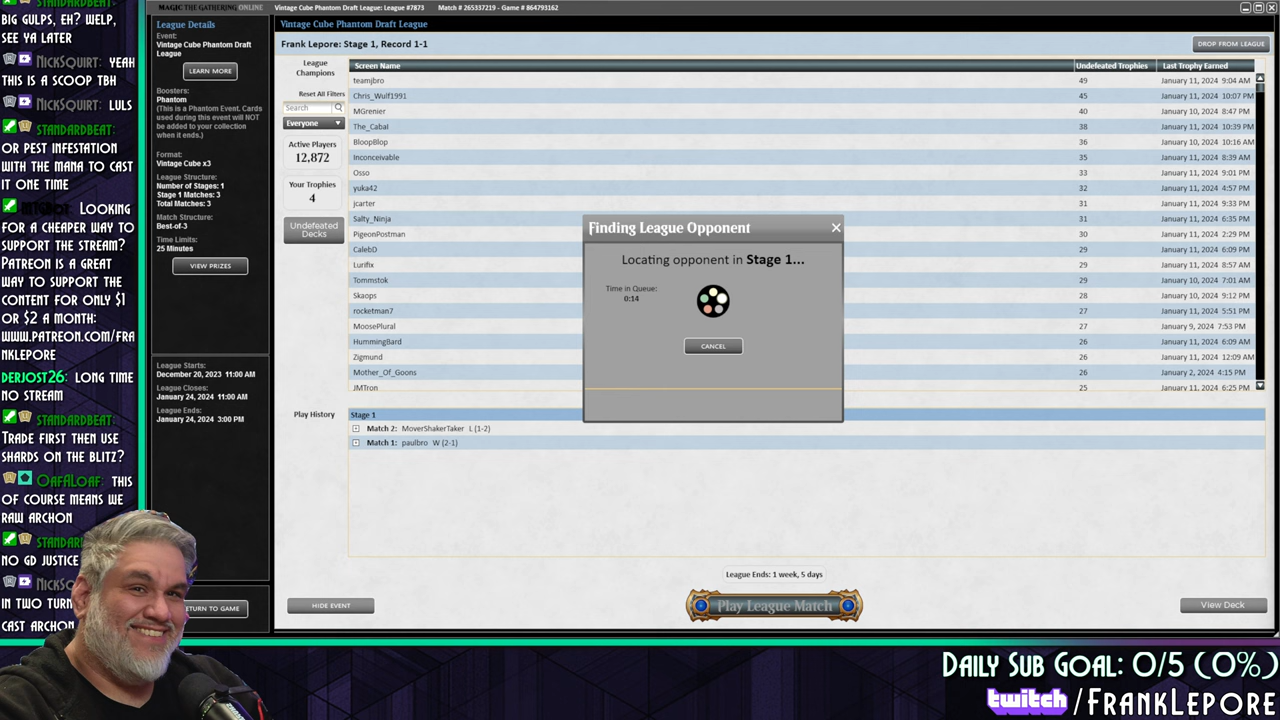 standardbeat:
big gulps, eh? welp,
see ya later
NickSquirt: yeah
this is a scoop tbh
NickSquirt: luls
standardbeat:
or pest infestation
with the mana to cast
it one time
Looking
for a cheaper way to
support the stream?
Patreon is a great
way to support my
content for only $1
or $2 a month:
www.patreon.com/fra
nklepore
derjost26: long time
no stream
standardbeat:
Trade first then use
shards on the blitz?
OafALoaf: this
of course means we
raw archon
standard
no gd justice
NickS
in two turn
cast archon
MAGIC THE GATHERING ONLINE
Vintage Cube Phantom Draft League: League #7873
Match # 265337219 - Game # 864793162
League Details
Event:
Vintage Cube Phantom Draft
League
LEARN MORE
Boosters:
Phantom
(This is a Phantom Event. Cards
used during this event will NOT
be added to your collection
when it ends.)
Format:
Vintage Cube x3
League Structure:
Number of Stages: 1
Stage 1 Matches: 3
Total Matches: 3
Match Structure:
Best-of-3
Time Limits:
25 Minutes
VIEW PRIZES
League Starts:
December 20, 2023 11:00 AM
League Closes:
January 24, 2024 11:00 AM
League Ends:
January 24, 2024 3:00 PM
ETURN TO GAME
Vintage Cube Phantom Draft League
Frank Lepore: Stage 1, Record 1-1
DROP FROM LEAGUE
League
Champions
Reset All Filters
Search
Everyone
Active Players
12,872
Your Trophies
4
Undefeated
Decks
Screen Name Undefeated Trophies Last Trophy Earned
teamjbro 49 January 11, 2024 9:04 AM
Chris_Wulf1991 45 January 11, 2024 10:07 PM
MGrenier 40 January 10, 2024 8:47 PM
The_Cabal 38 January 11, 2024 10:39 PM
BloopBlop 36 January 10, 2024 10:16 AM
Inconceivable 35 January 11, 2024 8:39 AM
Osso 33 January 11, 2024 9:01 PM
yuka42 32 January 11, 2024 4:57 PM
jcarter 31 January 11, 2024 9:33 PM
Salty_Ninja 31 January 11, 2024 6:35 PM
PigeonPostman 30 January 11, 2024 2:29 PM
CalebD 29 January 11, 2024 6:09 PM
Lurifix 29 January 11, 2024 8:57 AM
Tommstok 29 January 10, 2024 7:01 AM
Skaops 28 January 10, 2024 9:12 PM
rocketman7 27 January 11, 2024 5:51 PM
MoosePlural 27 January 9, 2024 7:53 PM
HummingBard 26 January 11, 2024 6:09 AM
Zigmund 26 January 11, 2024 12:09 AM
Mother_Of_Goons 26 January 2, 2024 4:15 PM
JMTron 25 January 11, 2024 6:25 PM
Finding League Opponent
Locating opponent in Stage 1...
Time in Queue:
0:14
CANCEL
Play History
Stage 1
Match 2: MoverShakerTaker L (1-2)
Match 1: paulbro W (2-1)
League Ends: 1 week, 5 days
HIDE EVENT
Play League Match
View Deck
Daily Sub Goal: 0/5 (0%)
twitch/FrankLepore